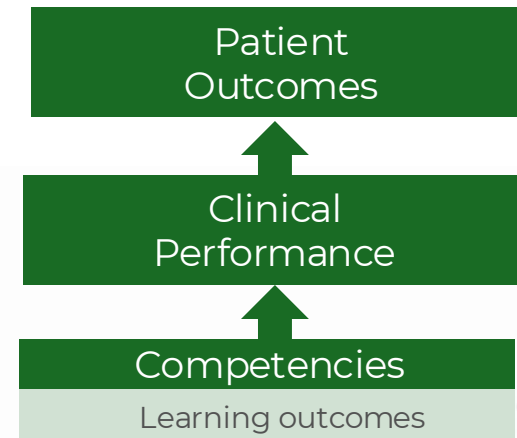 Patient
Outcomes
Clinical
Performance
Competencies
Learning outcomes